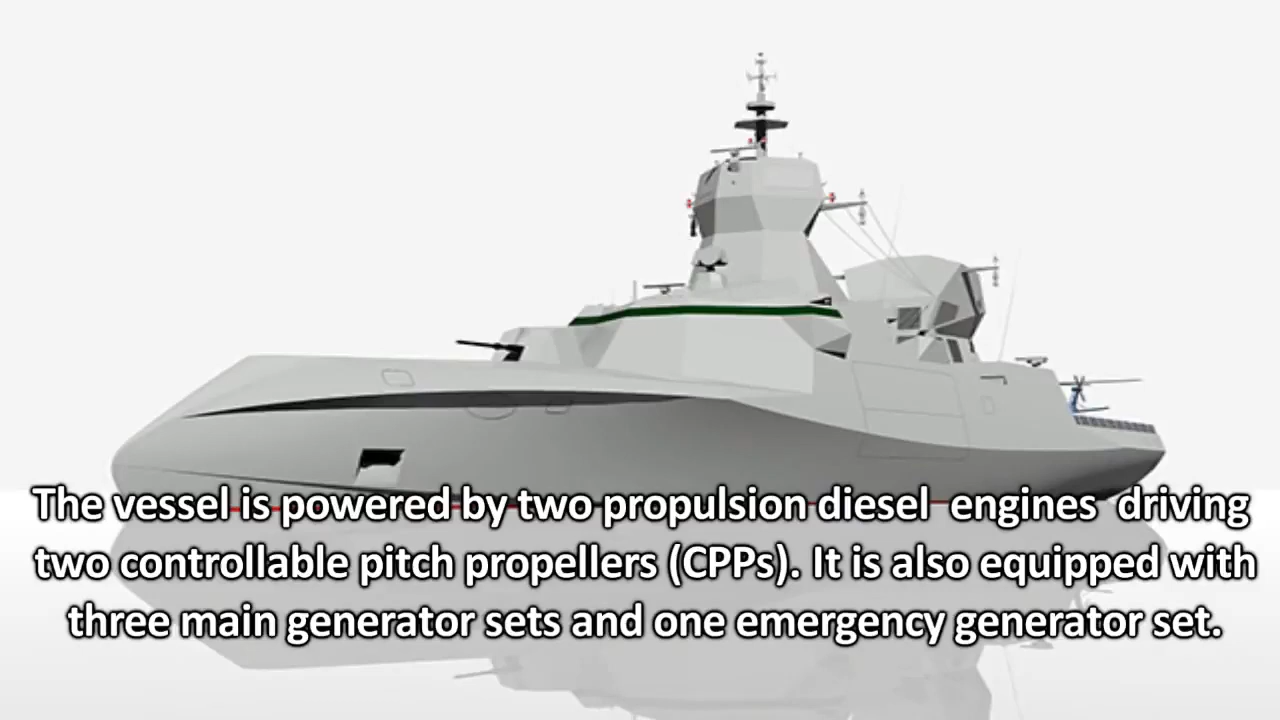 The vessel is powered by two propulsion diesel engines driving
two controllable pitch propellers (CPPs). It is also equipped with
three main generator sets and one emergency generator set.